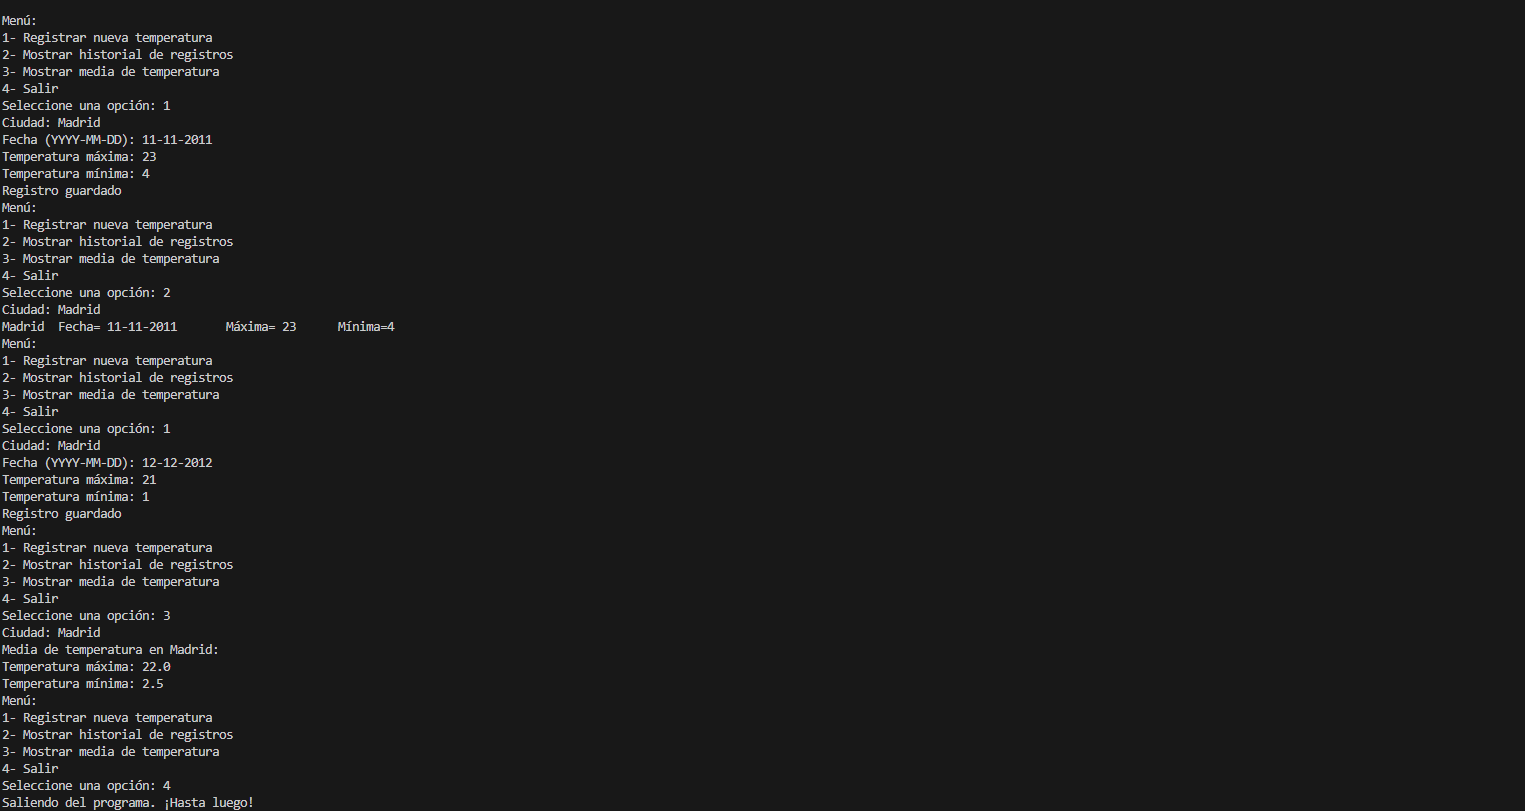 Menú:
1- Registrar nueva temperatura
2- Mostrar historial de registros
3- Mostrar media de temperatura
4- Salir
Seleccione una opción: 1
Ciudad: Madrid
Fecha (YYYY-MM-DD): 11-11-2011
Temperatura máxima: 23
Temperatura mínima: 4
Registro guardado
Menú:
1- Registrar nueva temperatura
2- Mostrar historial de registros
3- Mostrar media de temperatura
4- Salir
Seleccione una opción: 2
Ciudad: Madrid
Madrid  Fecha= 11-11-2011       Máxima= 23      Mínima=4
Menú:
1- Registrar nueva temperatura
2- Mostrar historial de registros
3- Mostrar media de temperatura
4- Salir
Seleccione una opción: 1
Ciudad: Madrid
Fecha (YYYY-MM-DD): 12-12-2012
Temperatura máxima: 21
Temperatura mínima: 1
Registro guardado
Menú:
1- Registrar nueva temperatura
2- Mostrar historial de registros
3- Mostrar media de temperatura
4- Salir
Seleccione una opción: 3
Ciudad: Madrid
Media de temperatura en Madrid:
Temperatura máxima: 22.0
Temperatura mínima: 2.5
Menú:
1- Registrar nueva temperatura
2- Mostrar historial de registros
3- Mostrar media de temperatura
4- Salir
Seleccione una opción: 4
Saliendo del programa. ¡Hasta luego!